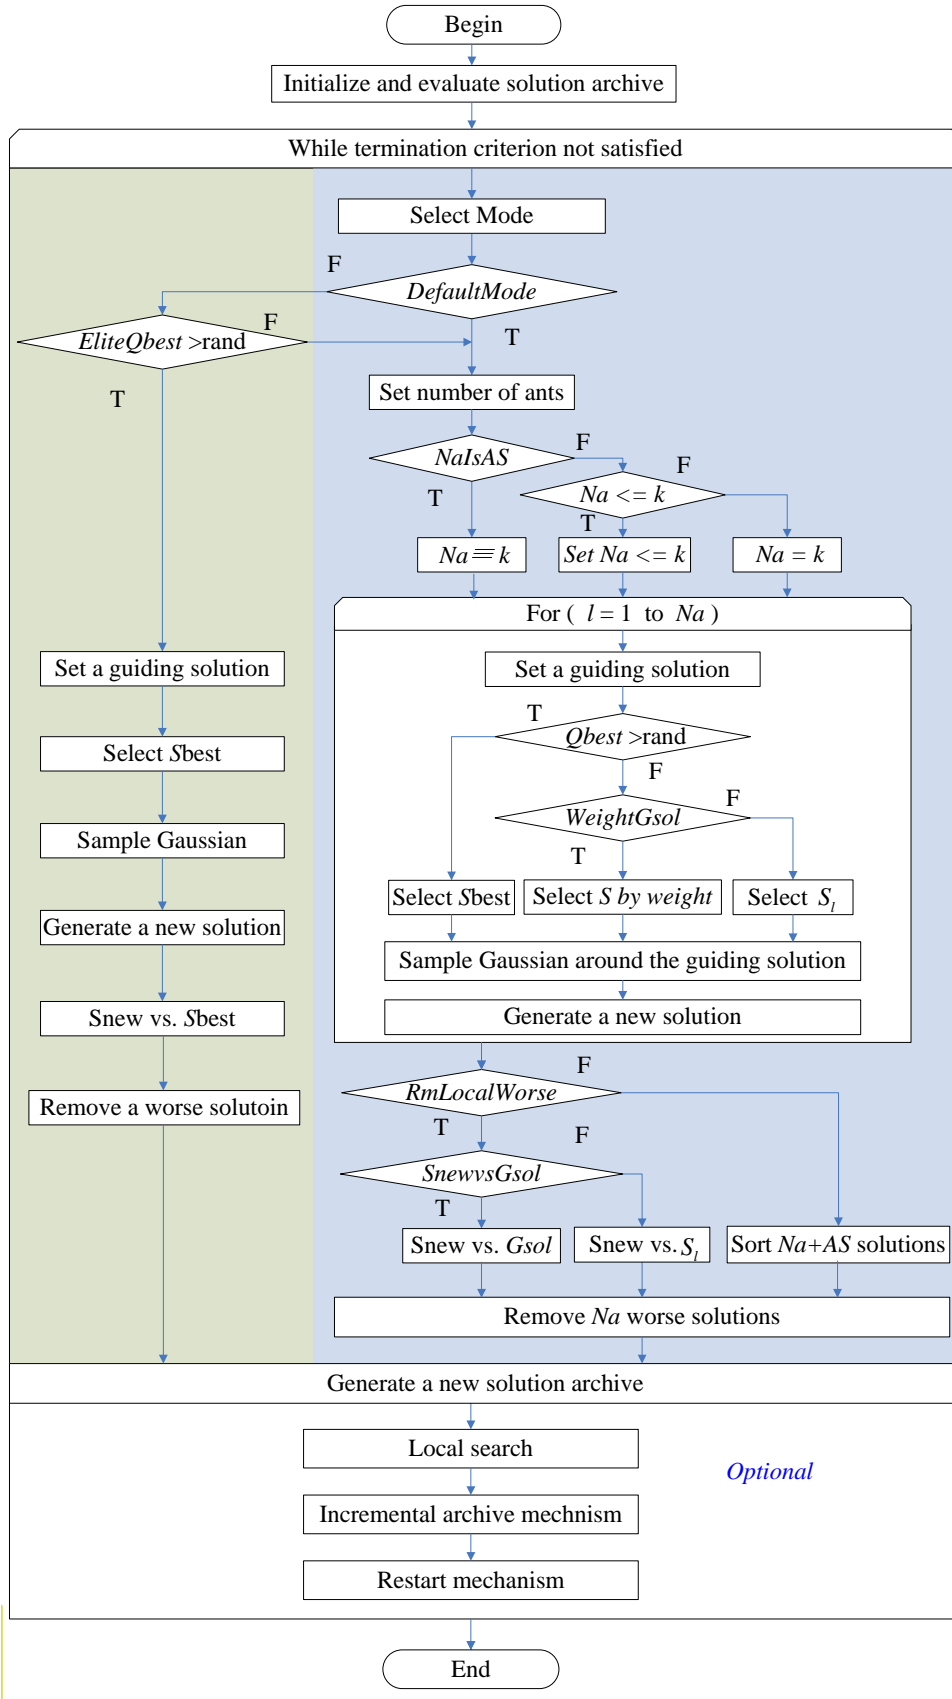 Begin
Initialize and evaluate solution archive
While termination criterion not satisfied
Select Mode
F
DefaultMode
T
EliteQbest >rand
F
T
Set number of ants
NaIsAS
F
T
Na <= k
F
T
Na ≡ k
Set Na <= k
Na = k
For ( l = 1 to Na )
Set a guiding solution
T
Qbest >rand
F
WeightGsol
F
T
Select Sbest
Select S by weight
Select Sl
Sample Gaussian around the guiding solution
Generate a new solution
Set a guiding solution
Select Sbest
Sample Gaussian
Generate a new solution
Snew vs. Sbest
Remove a worse solutoin
RmLocalWorse
F
T
SnewvsGsol
F
T
Snew vs. Gsol
Snew vs. Sl
Sort Na+AS solutions
Remove Na worse solutions
Generate a new solution archive
Local search
Optional
Incremental archive mechnism
Restart mechanism
End